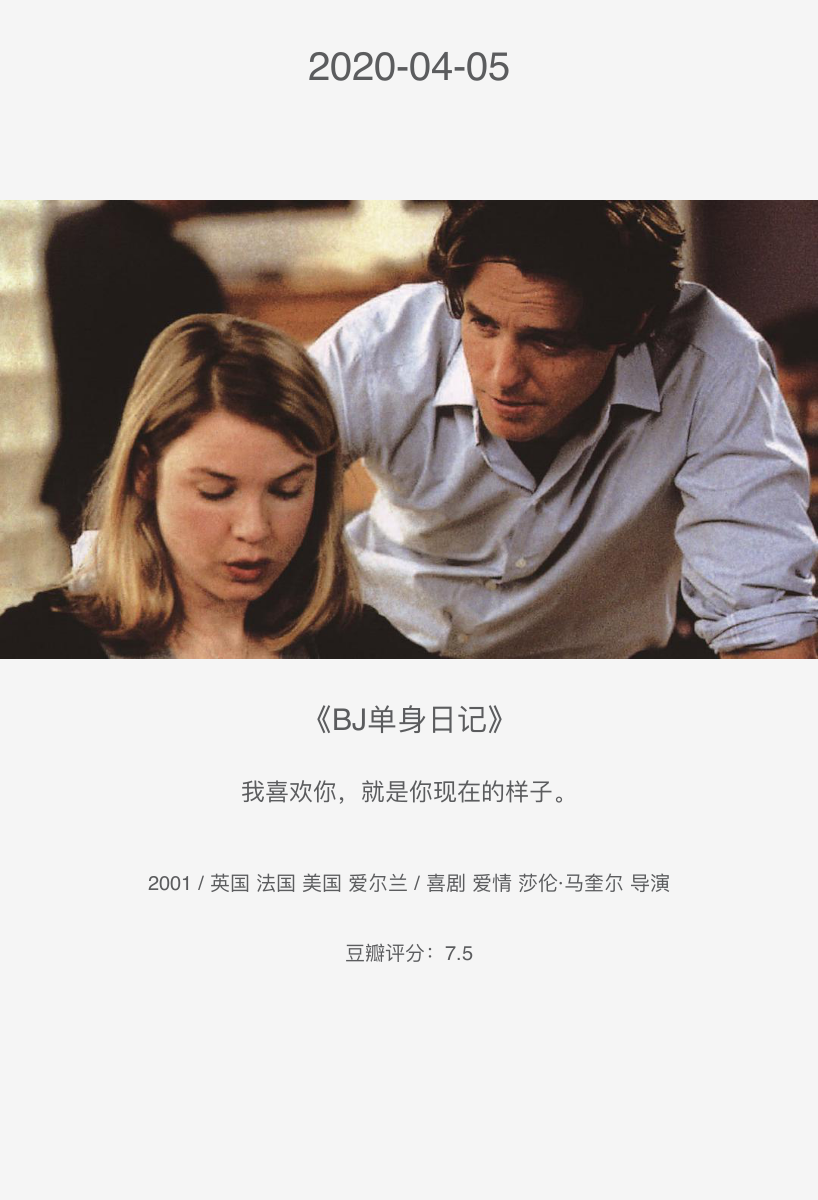 2020-04-05
《BJ单身日记》
我喜欢你，就是你现在的样子。
2001 / 英国 法国 美国 爱尔兰 / 喜剧 爱情 莎伦·马奎尔 导演
豆瓣评分：7.5